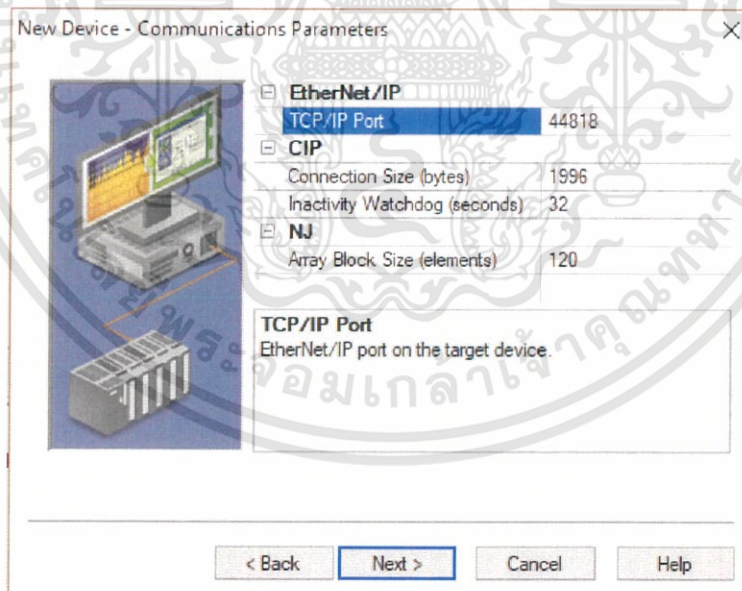 New Device - Communications Parameters
EtherNet/IP
TCP/IP Port 44818
CIP
Connection Size (bytes) 1996
Inactivity Watchdog (seconds) 32
NJ
Array Block Size (elements) 120
TCP/IP Port
EtherNet/IP port on the target device.
< Back Next > Cancel Help